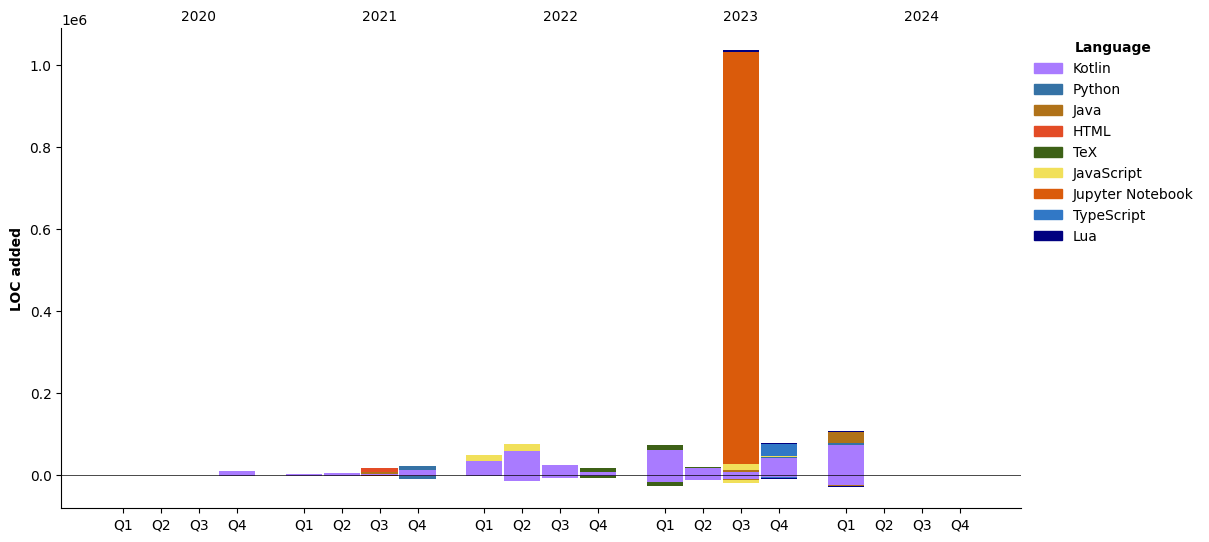 1e6
2020 2021 2022 2023 2024
Language
Kotlin
Python
Java
HTML
TeX
JavaScript
Jupyter Notebook
TypeScript
Lua
LOC added
1.0
0.8
0.6
0.4
0.2
0.0
Q1 Q2 Q3 Q4 Q1 Q2 Q3 Q4 Q1 Q2 Q3 Q4 Q1 Q2 Q3 Q4 Q1 Q2 Q3 Q4